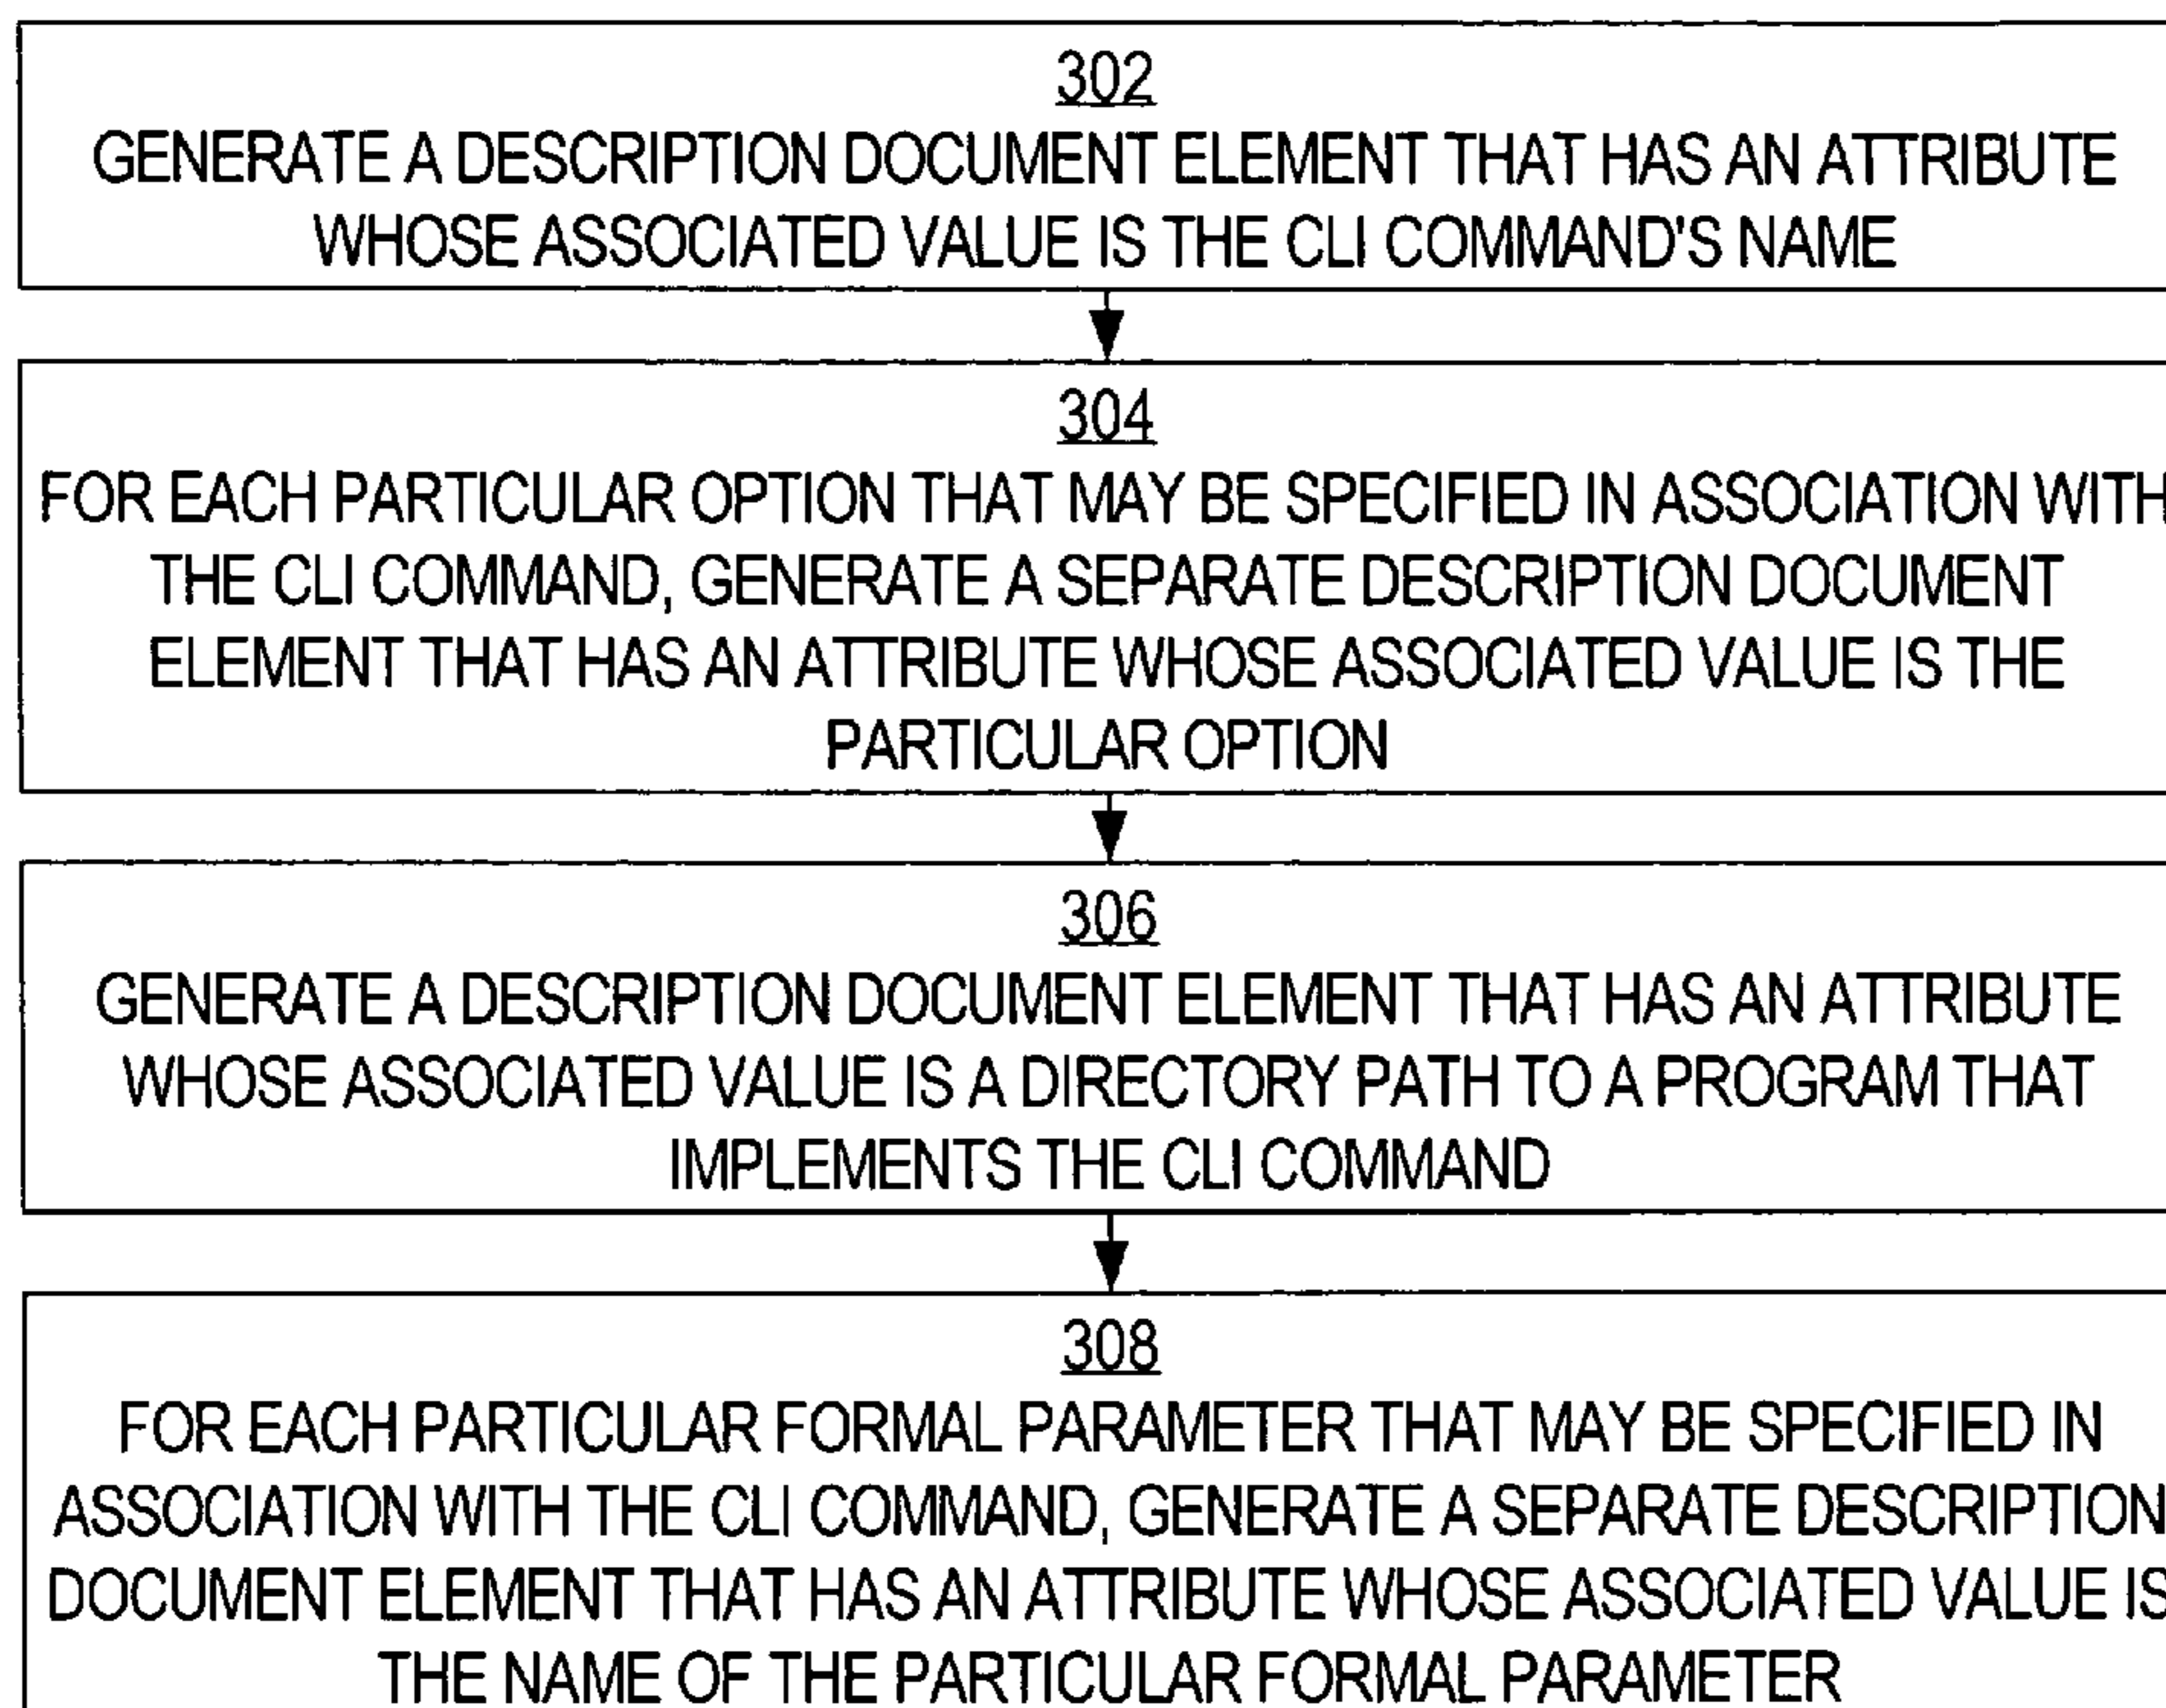 302
GENERATE A DESCRIPTION DOCUMENT ELEMENT THAT HAS AN ATTRIBUTE
WHOSE ASSOCIATED VALUE IS THE CLI COMMAND'S NAME
304
FOR EACH PARTICULAR OPTION THAT MAY BE SPECIFIED IN ASSOCIATION WITH
THE CLI COMMAND, GENERATE A SEPARATE DESCRIPTION DOCUMENT
ELEMENT THAT HAS AN ATTRIBUTE WHOSE ASSOCIATED VALUE IS THE
PARTICULAR OPTION
306
GENERATE A DESCRIPTION DOCUMENT ELEMENT THAT HAS AN ATTRIBUTE
WHOSE ASSOCIATED VALUE IS A DIRECTORY PATH TO A PROGRAM THAT
IMPLEMENTS THE CLI COMMAND
308
FOR EACH PARTICULAR FORMAL PARAMETER THAT MAY BE SPECIFIED IN
ASSOCIATION WITH THE CLI COMMAND, GENERATE A SEPARATE DESCRIPTION
DOCUMENT ELEMENT THAT HAS AN ATTRIBUTE WHOSE ASSOCIATED VALUE IS
THE NAME OF THE PARTICULAR FORMAL PARAMETER